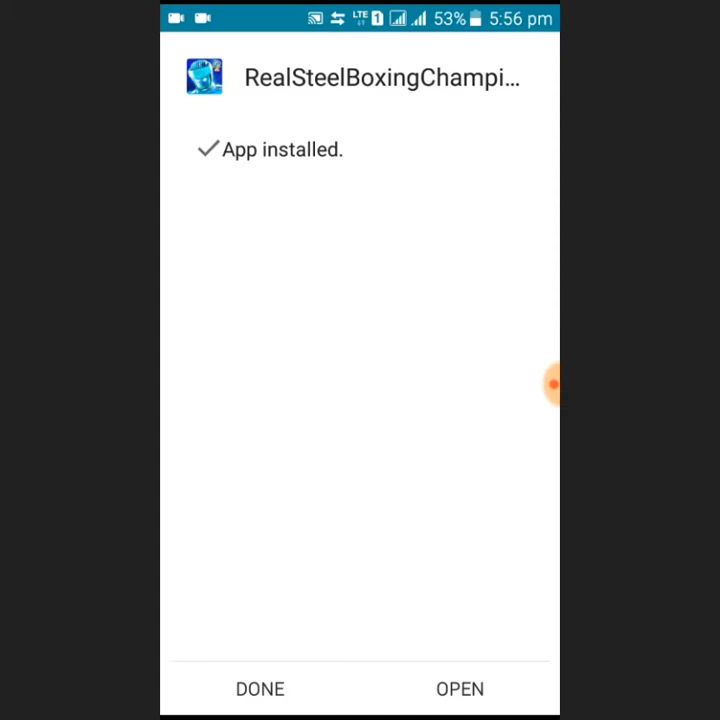 LTE 1 53% 5:56 pm
RealSteelBoxingChampi...
App installed.
DONE OPEN